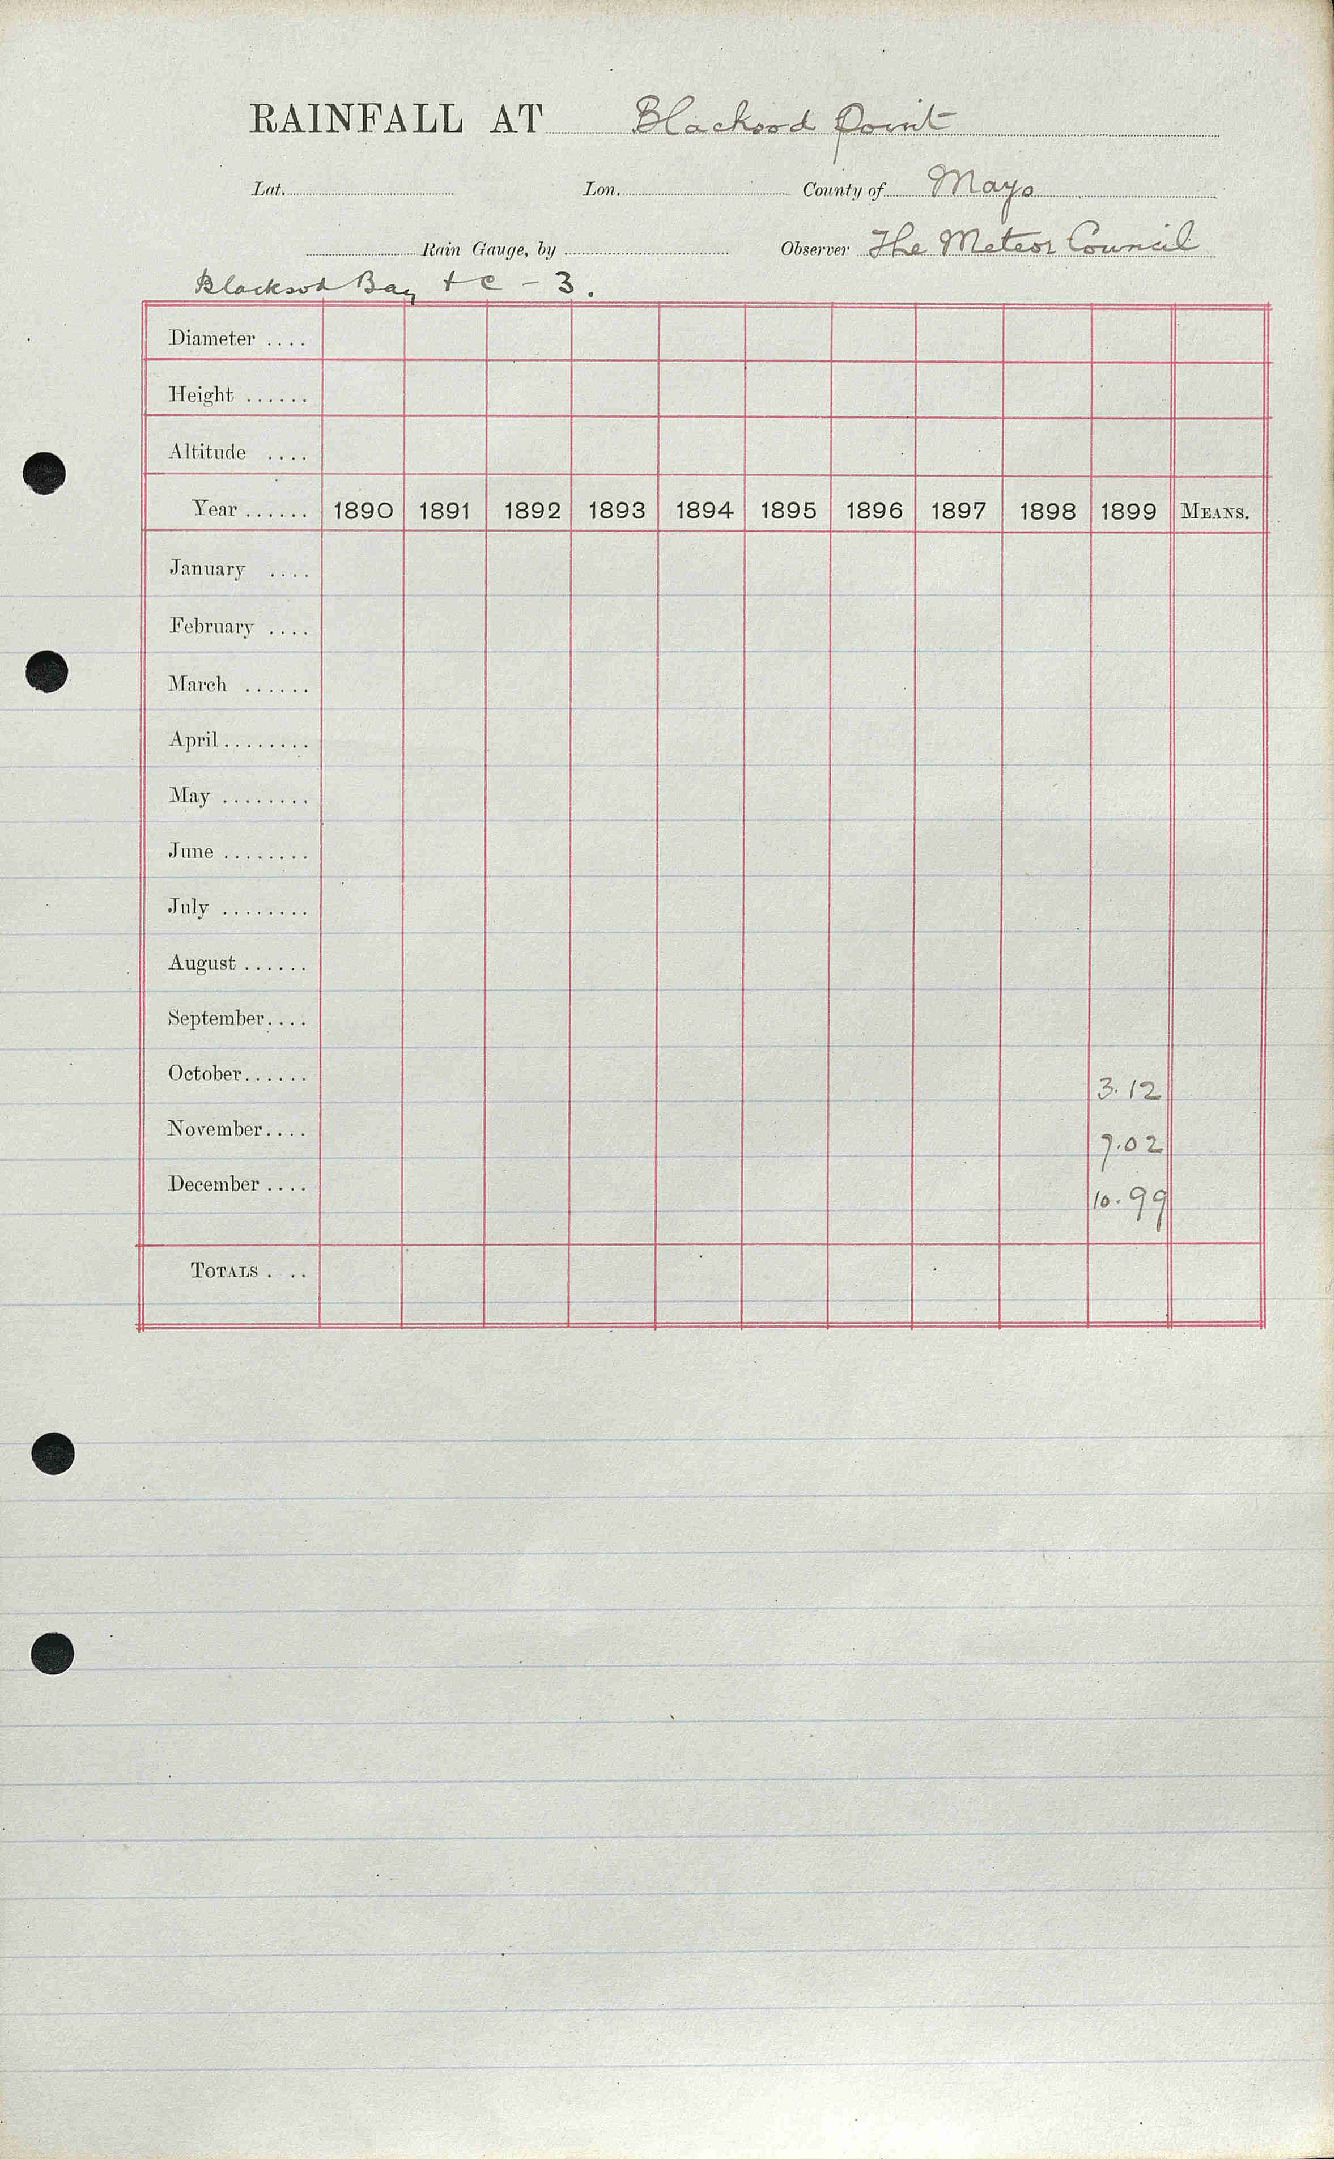 RAINFALL AT Blacksod Point
Lat. Lon. County of Mayo
Rain Gauge, by Observer The Meteor Council
Blacksod Bay + c - 3.
Diameter ....
Height ......
Altitude ....
Year ...... 1890 1891 1892 1893 1894 1895 1896 1897 1898 1899 MEANS.
January ....
February ....
March ......
April ........
May ........
June ........
July ........
August ......
September ....
October ...... 3.12
November .... 7.02
December .... 10.99
TOTALS . ..